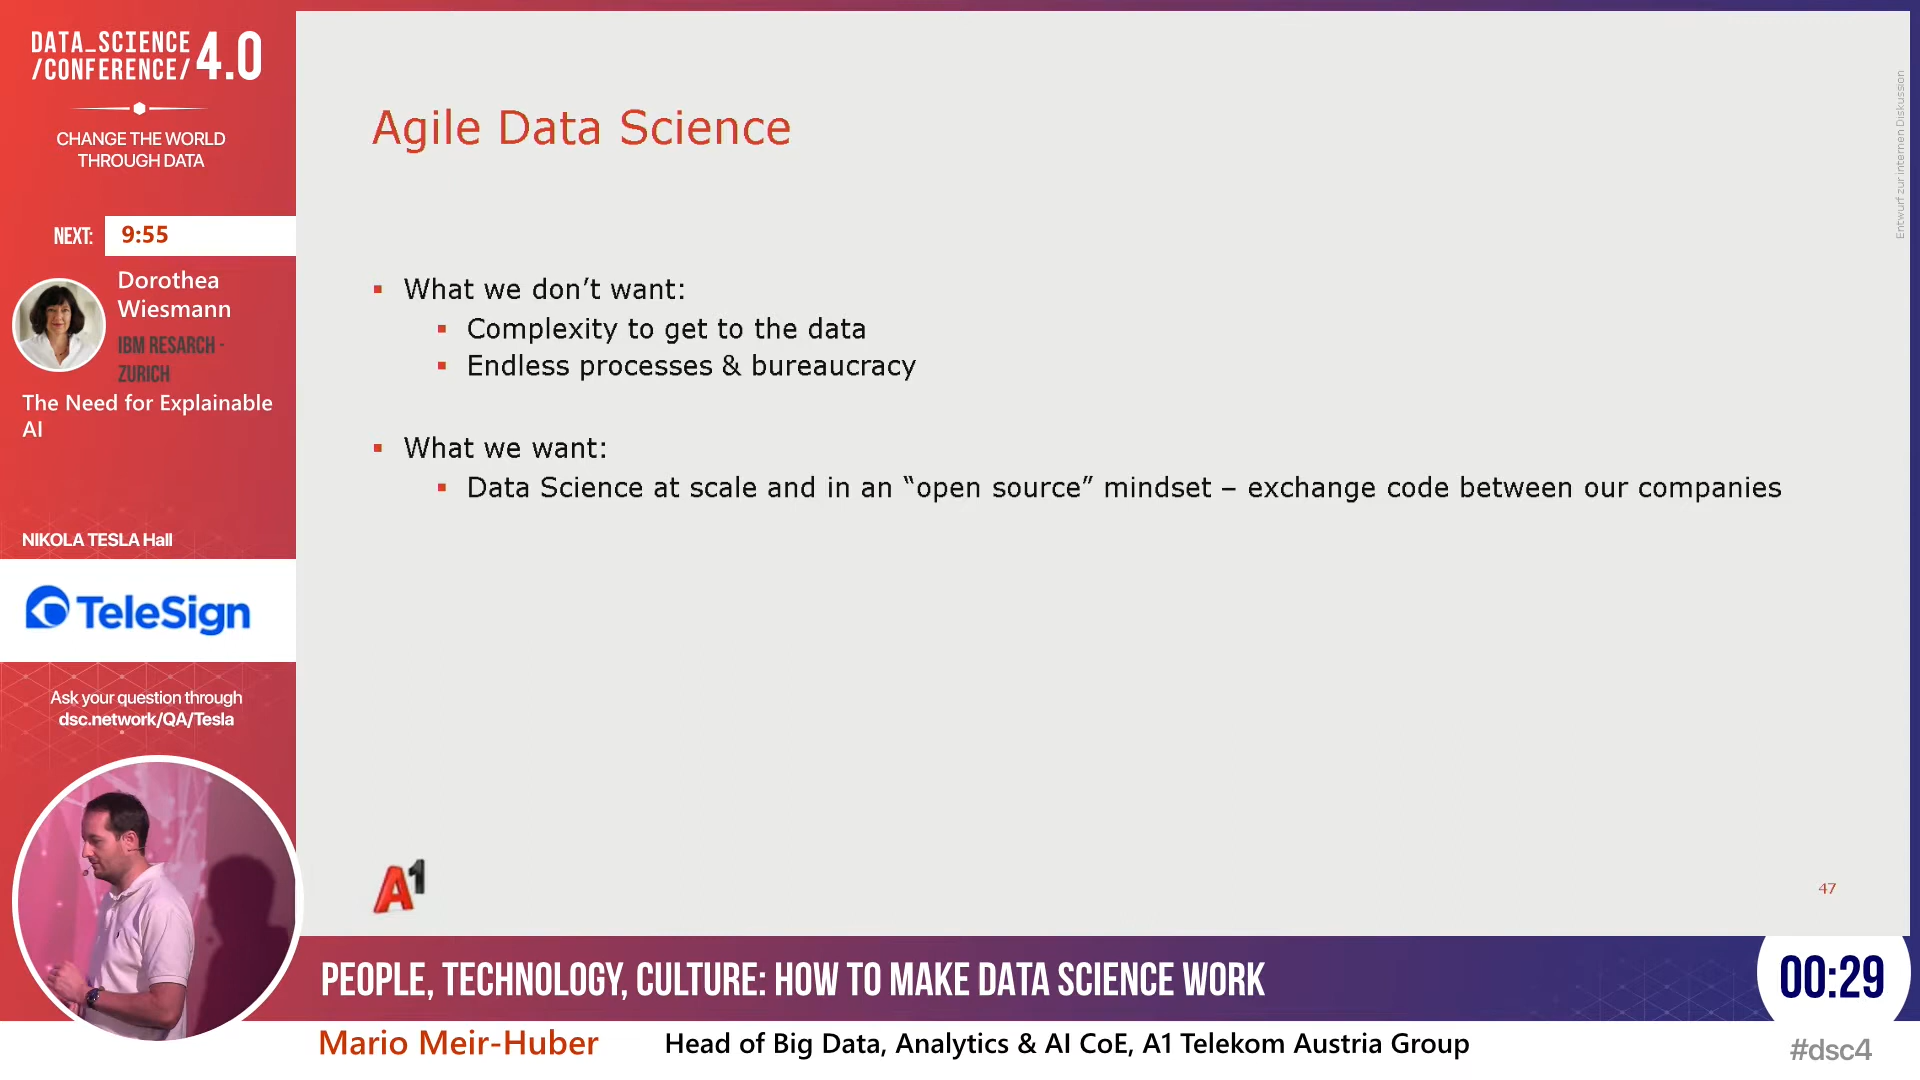 DATA_SCIENCE
/CONFERENCE/ 4.0
CHANGE THE WORLD
THROUGH DATA
NEXT: 9:55
Dorothea
Wiesmann
IBM RESARCH -
ZURICH
The Need for Explainable
AI
NIKOLA TESLA Hall
TeleSign
Ask your question through
dsc.network/QA/Tesla
Agile Data Science
▪ What we don’t want:
▪ Complexity to get to the data
▪ Endless processes & bureaucracy
▪ What we want:
▪ Data Science at scale and in an “open source” mindset – exchange code between our companies
Entwurf zur internen Diskussion
A1
47
PEOPLE, TECHNOLOGY, CULTURE: HOW TO MAKE DATA SCIENCE WORK
00:29
Mario Meir-Huber Head of Big Data, Analytics & AI CoE, A1 Telekom Austria Group
#dsc4